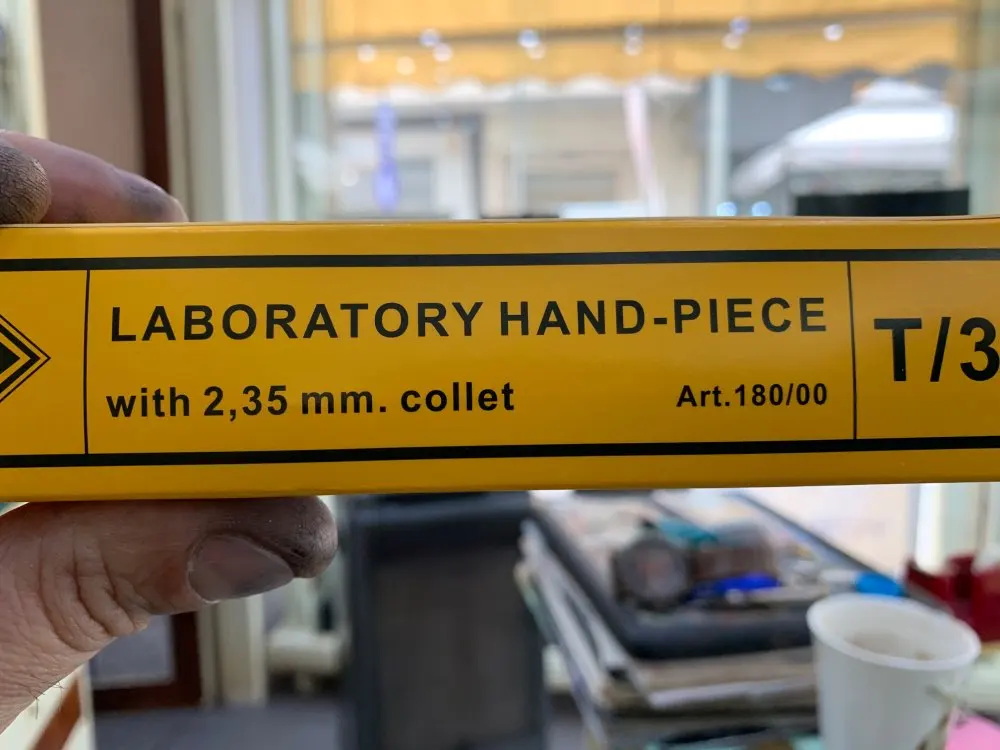 LABORATORY HAND-PIECE
with 2,35 mm. collet
Art.180/00
T/3